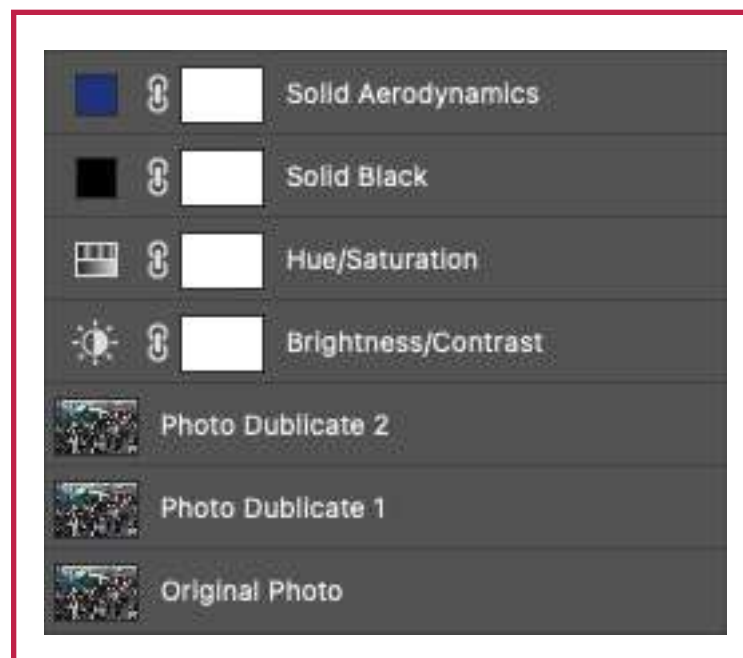 Solid Aerodynamics
Solid Black
Hue/Saturation
Brightness/Contrast
Photo Dublicate 2
Photo Dublicate 1
Original Photo